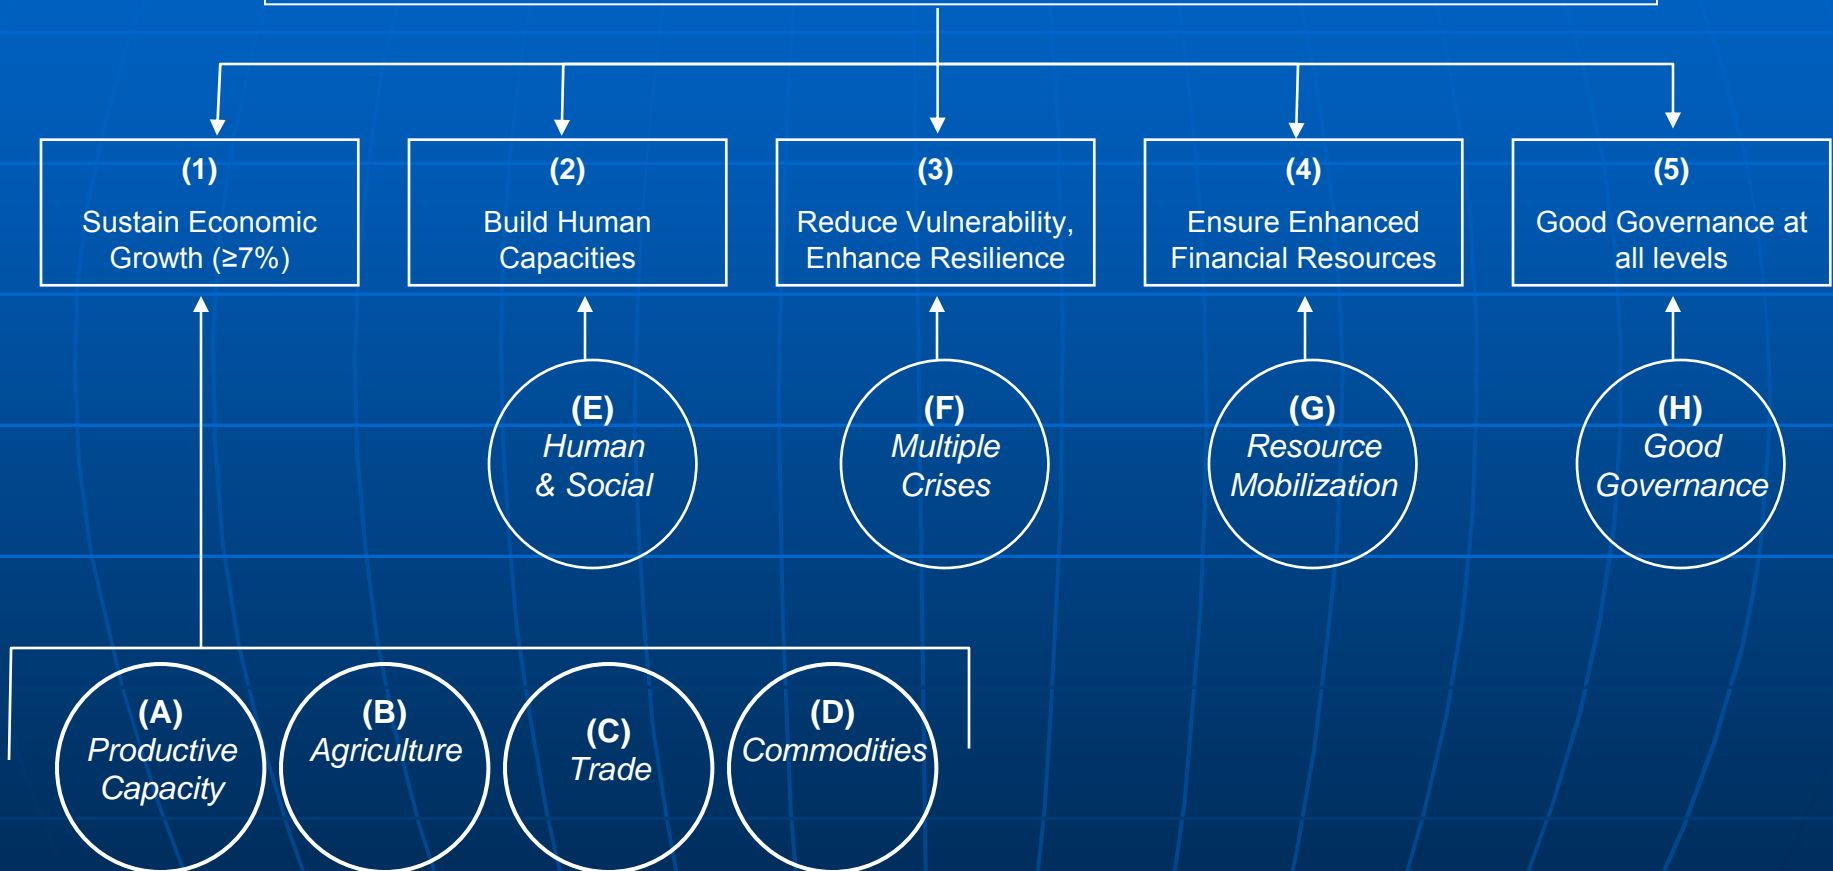 (1)
Sustain Economic
Growth (≥7%)
(2)
Build Human
Capacities
(3)
Reduce Vulnerability,
Enhance Resilience
(4)
Ensure Enhanced
Financial Resources
(5)
Good Governance at
all levels
(E)
Human
& Social
(F)
Multiple
Crises
(G)
Resource
Mobilization
(H)
Good
Governance
(A)
Productive
Capacity
(B)
Agriculture
(C)
Trade
(D)
Commodities